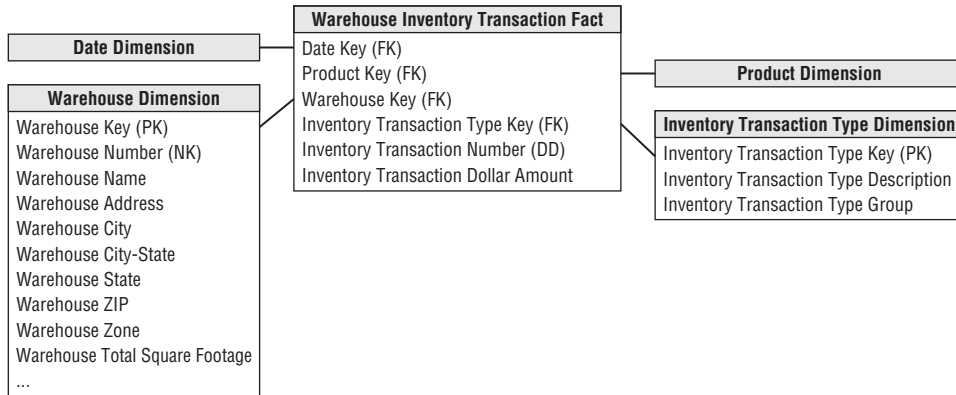 Date Dimension
Warehouse Dimension
Warehouse Key (PK)
Warehouse Number (NK)
Warehouse Name
Warehouse Address
Warehouse City
Warehouse City-State
Warehouse State
Warehouse ZIP
Warehouse Zone
Warehouse Total Square Footage
...
Warehouse Inventory Transaction Fact
Date Key (FK)
Product Key (FK)
Warehouse Key (FK)
Inventory Transaction Type Key (FK)
Inventory Transaction Number (DD)
Inventory Transaction Dollar Amount
Product Dimension
Inventory Transaction Type Dimension
Inventory Transaction Type Key (PK)
Inventory Transaction Type Description
Inventory Transaction Type Group